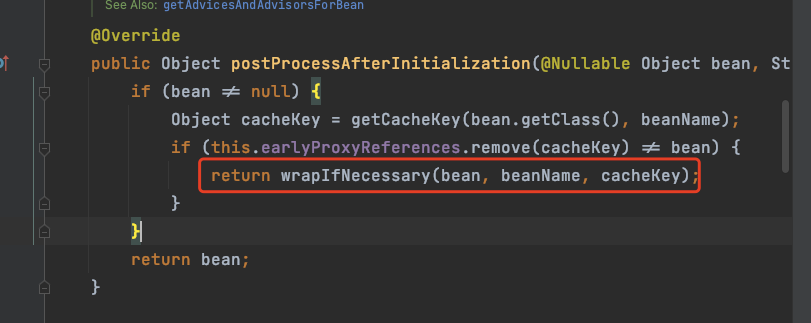 See Also: getAdvicesAndAdvisorsForBean
@Override
public Object postProcessAfterInitialization(@Nullable Object bean, St
if (bean ≠ null) {
Object cacheKey = getCacheKey(bean.getClass(), beanName);
if (this.earlyProxyReferences.remove(cacheKey) ≠ bean) {
return wrapIfNecessary(bean, beanName, cacheKey);
}
}
return bean;
}